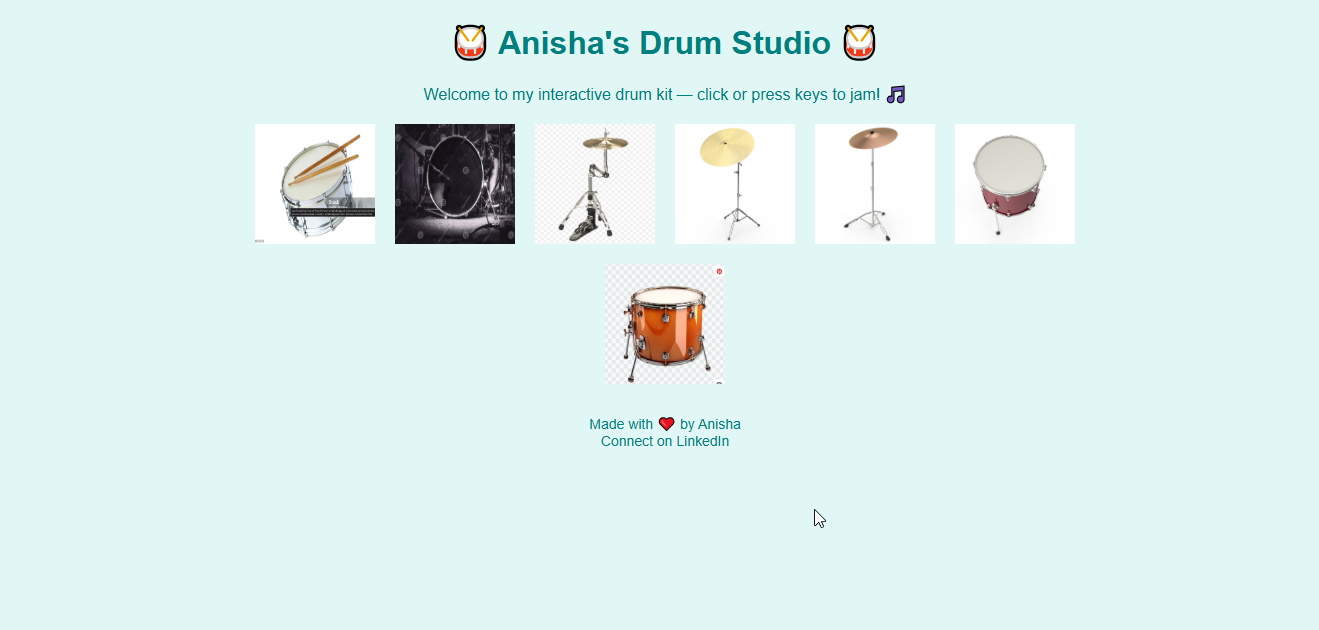 Anisha's Drum Studio
Welcome to my interactive drum kit — click or press keys to jam!
Made with ❤️ by Anisha
Connect on LinkedIn